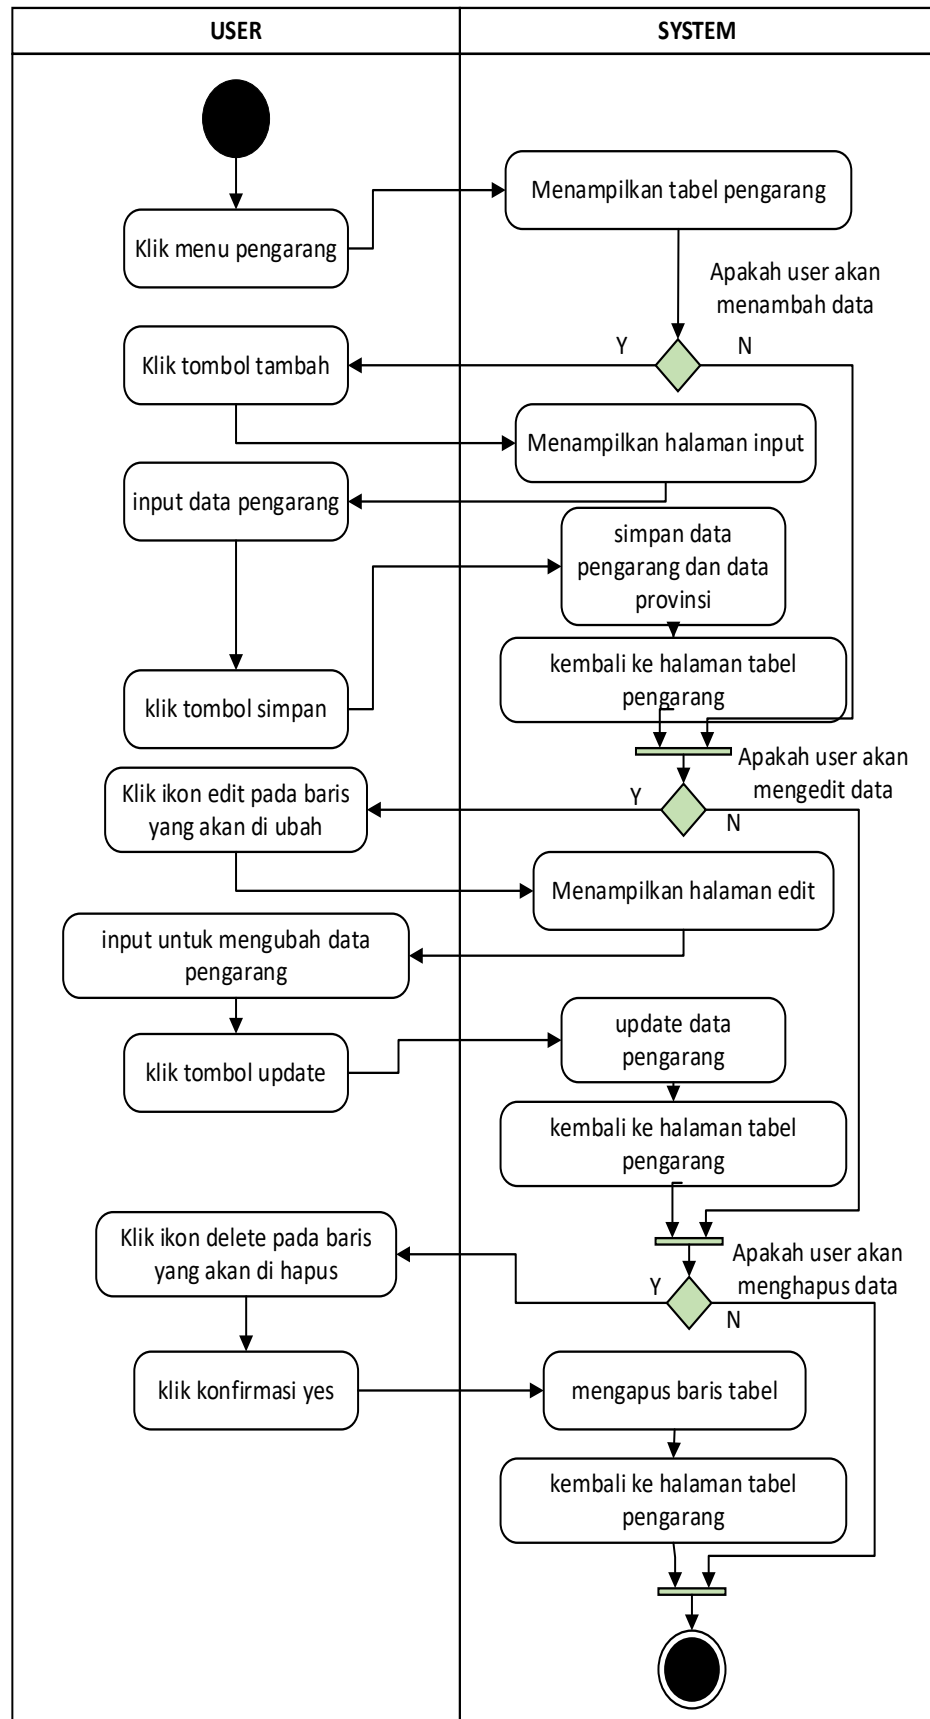 USER
SYSTEM
Menampilkan tabel pengarang
Klik menu pengarang
Apakah user akan
menambah data
Y
N
Klik tombol tambah
Menampilkan halaman input
input data pengarang
simpan data
pengarang dan data
provinsi
kembali ke halaman tabel
pengarang
klik tombol simpan
Apakah user akan
mengedit data
Klik ikon edit pada baris
yang akan di ubah
Y
N
Menampilkan halaman edit
input untuk mengubah data
pengarang
update data
pengarang
klik tombol update
kembali ke halaman tabel
pengarang
Klik ikon delete pada baris
yang akan di hapus
Apakah user akan
menghapus data
Y
N
klik konfirmasi yes
mengapus baris tabel
kembali ke halaman tabel
pengarang